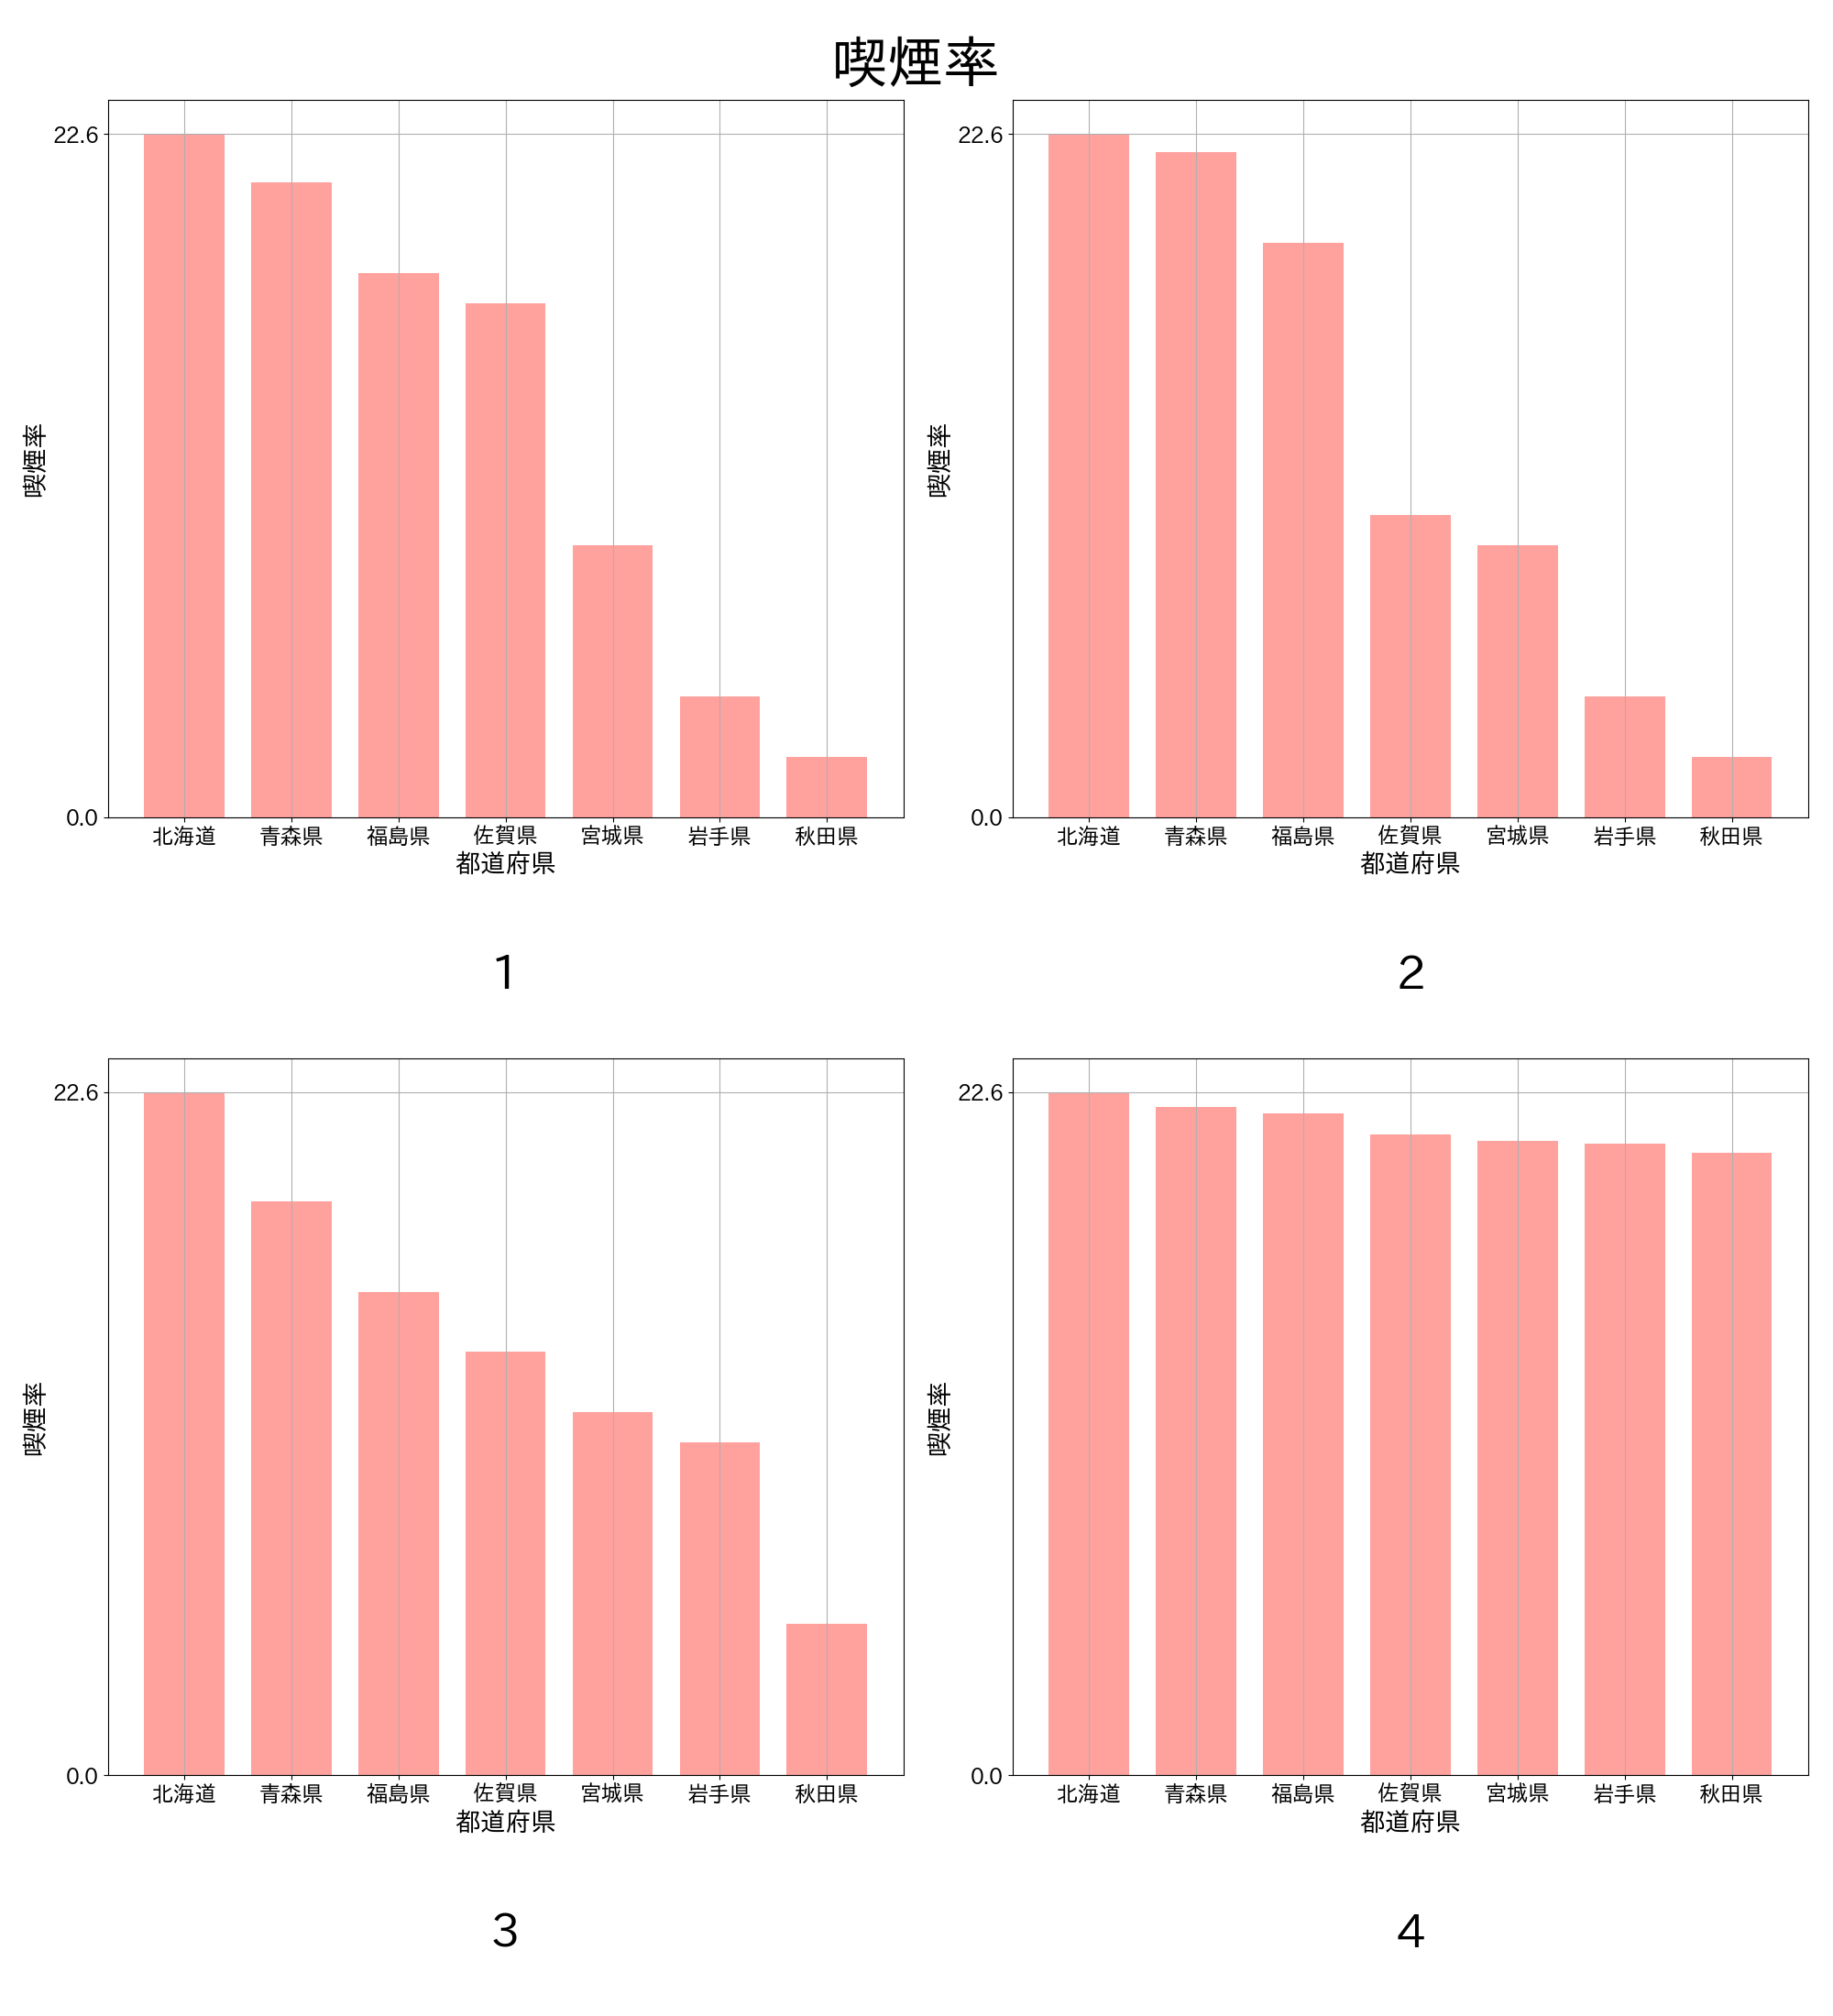 喫煙率
22.6
0.0
喫煙率
北海道 青森県 福島県 佐賀県 宮城県 岩手県 秋田県
都道府県
1
22.6
0.0
喫煙率
北海道 青森県 福島県 佐賀県 宮城県 岩手県 秋田県
都道府県
2
22.6
0.0
喫煙率
北海道 青森県 福島県 佐賀県 宮城県 岩手県 秋田県
都道府県
3
22.6
0.0
喫煙率
北海道 青森県 福島県 佐賀県 宮城県 岩手県 秋田県
都道府県
4